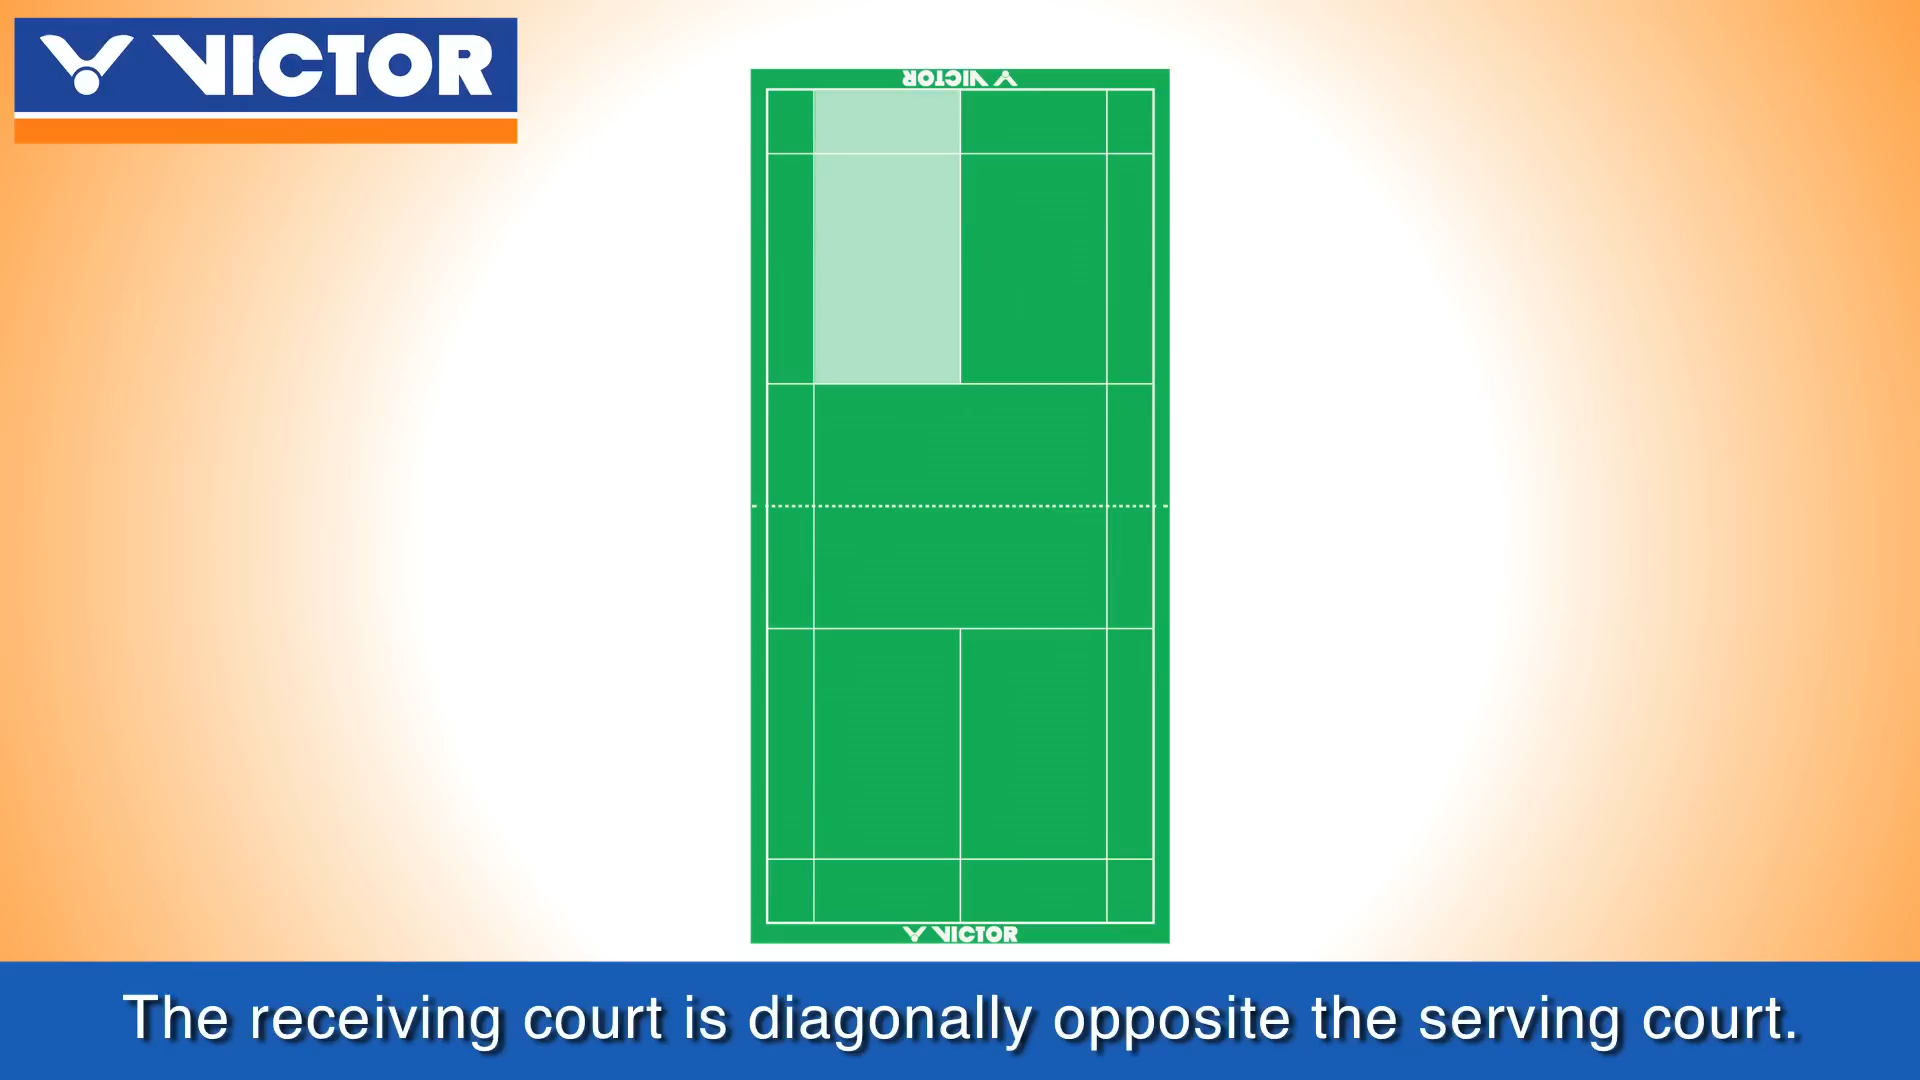 VICTOR
VICTOR
VICTOR
The receiving court is diagonally opposite the serving court.